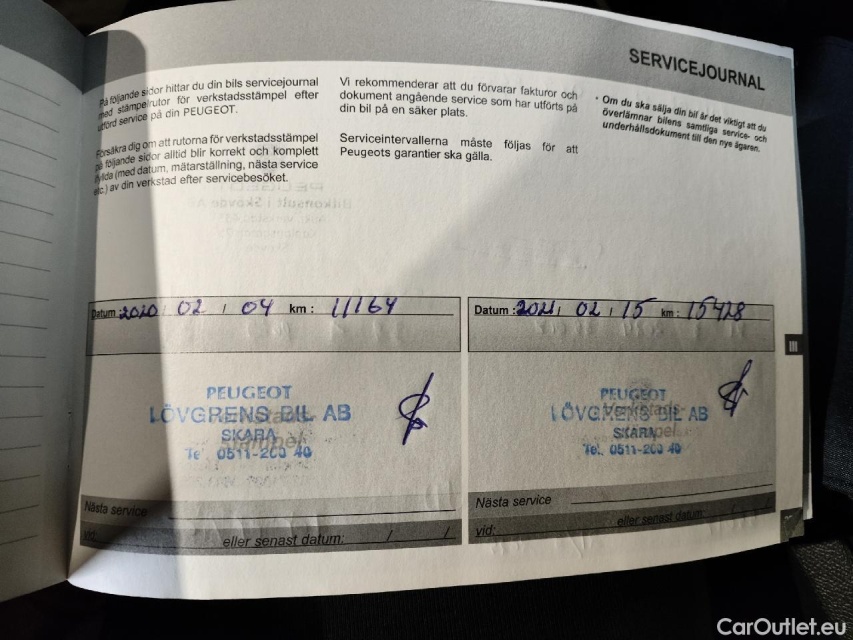 SERVICEJOURNAL
På följande sidor hittar du din bils servicejournal
med stämpelrutor för verkstadsstämpel efter
utförd service på din PEUGEOT.
Försäkra dig om att rutorna för verkstadsstämpel
på följande sidor alltid blir korrekt och komplett
ifyllda (med datum, mätarställning, nästa service
etc.) av din verkstad efter servicebesöket.
Vi rekommenderar att du förvarar fakturor och
dokument angående service som har utförts på
din bil på en säker plats.
Serviceintervallerna måste följas för att
Peugeots garantier ska gälla.
• Om du ska sälja din bil är det viktigt att du
överlämnar bilens samtliga service- och
underhållsdokument till den nye ägaren.
Datum: 2020 / 02 / 04 km : 11164
PEUGEOT
LÖVGRENS BIL AB
SKARA
Tel. 0511-200 40
Verkstads-
stämpel
Nästa service
vid:
eller senast datum: / /
Datum : 2021 / 02 / 15 km : 15428
PEUGEOT
LÖVGRENS BIL AB
SKARA
Tel. 0511-200 40
Verkstads-
stämpel
Nästa service
vid:
eller senast datum: / /
III
CarOutlet.eu